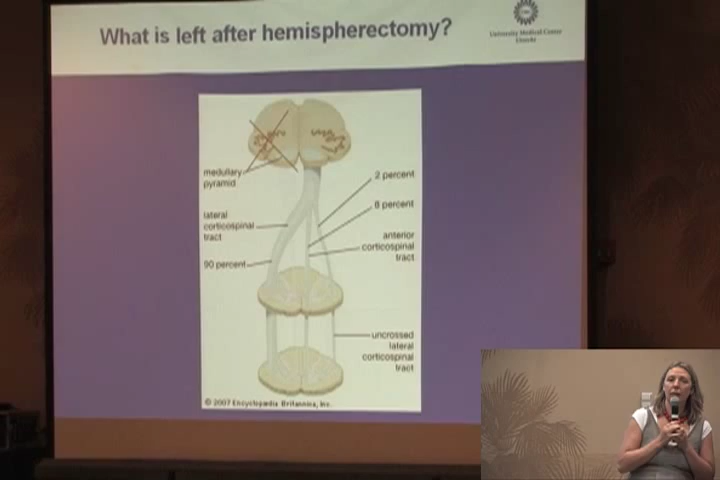 What is left after hemispherectomy?
University Medical Center
Utrecht
medullary
pyramid
2 percent
8 percent
lateral
corticospinal
tract
anterior
corticospinal
tract
90 percent
uncrossed
lateral
corticospinal
tract
© 2007 Encyclopædia Britannica, Inc.